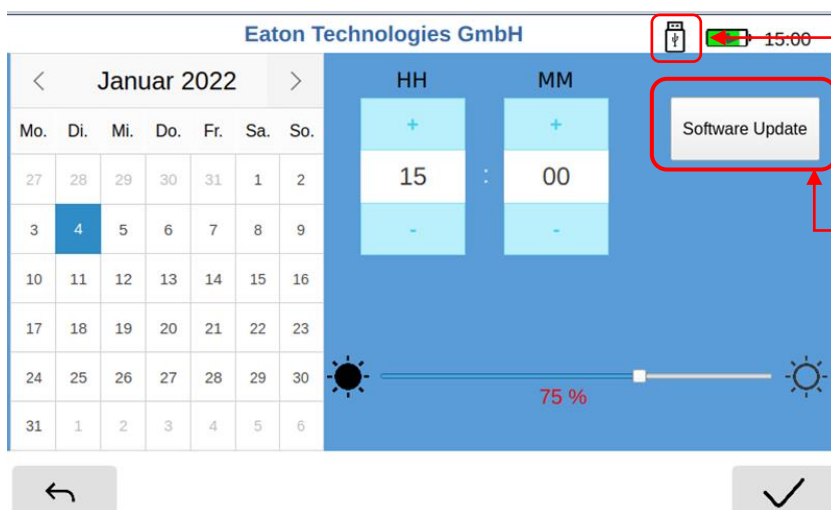 Eaton Technologies GmbH
15:00
< Januar 2022 >
Mo. Di. Mi. Do. Fr. Sa. So.
27 28 29 30 31 1 2
3 4 5 6 7 8 9
10 11 12 13 14 15 16
17 18 19 20 21 22 23
24 25 26 27 28 29 30
31 1 2 3 4 5 6
HH MM
+ +
15 : 00
- -
Software Update
75 %